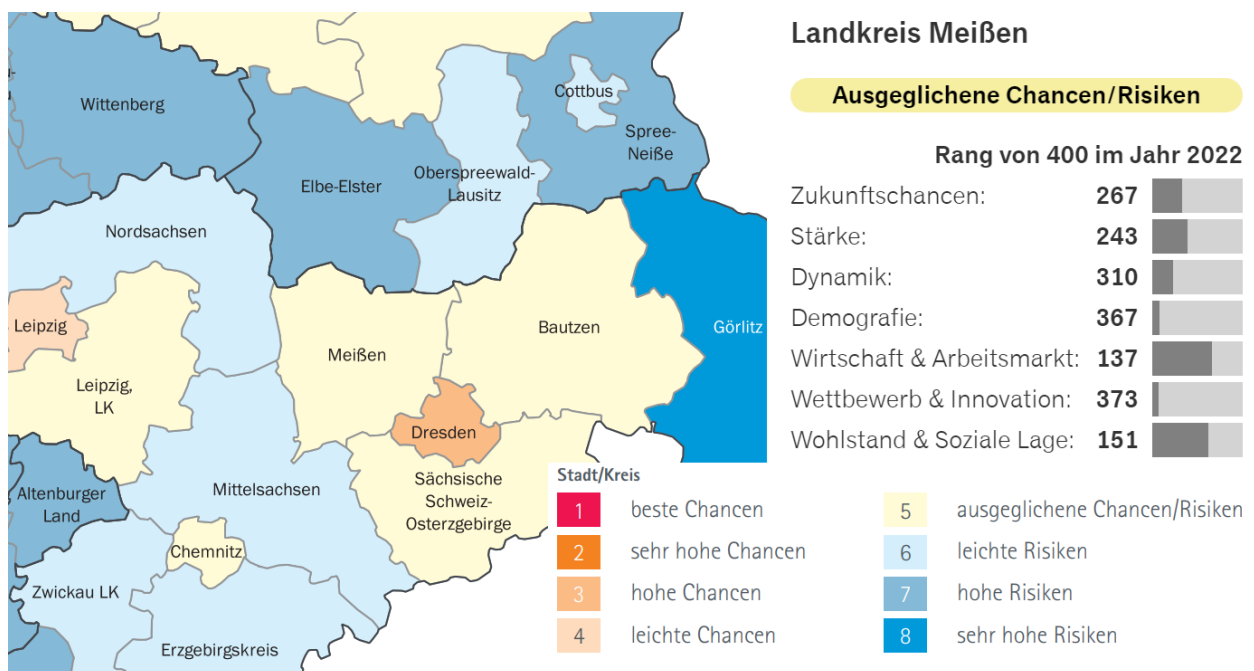 Wittenberg
Cottbus
Spree-
Neiße
Elbe-Elster
Oberspreewald-
Lausitz
Nordsachsen
Leipzig
Meißen
Bautzen
Görlitz
Leipzig,
LK
Dresden
Altenburger
Land
Mittelsachsen
Sächsische
Schweiz-
Osterzgebirge
Chemnitz
Zwickau LK
Erzgebirgskreis
Landkreis Meißen
Ausgeglichene Chancen/Risiken
Rang von 400 im Jahr 2022
Zukunftschancen: 267
Stärke: 243
Dynamik: 310
Demografie: 367
Wirtschaft & Arbeitsmarkt: 137
Wettbewerb & Innovation: 373
Wohlstand & Soziale Lage: 151
Stadt/Kreis
1 beste Chancen
2 sehr hohe Chancen
3 hohe Chancen
4 leichte Chancen
5 ausgeglichene Chancen/Risiken
6 leichte Risiken
7 hohe Risiken
8 sehr hohe Risiken